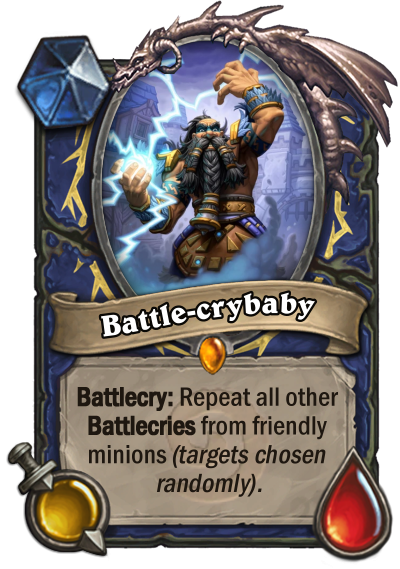 Battle-crybaby
Battlecry: Repeat all other
Battlecries from friendly
minions (targets chosen
randomly).